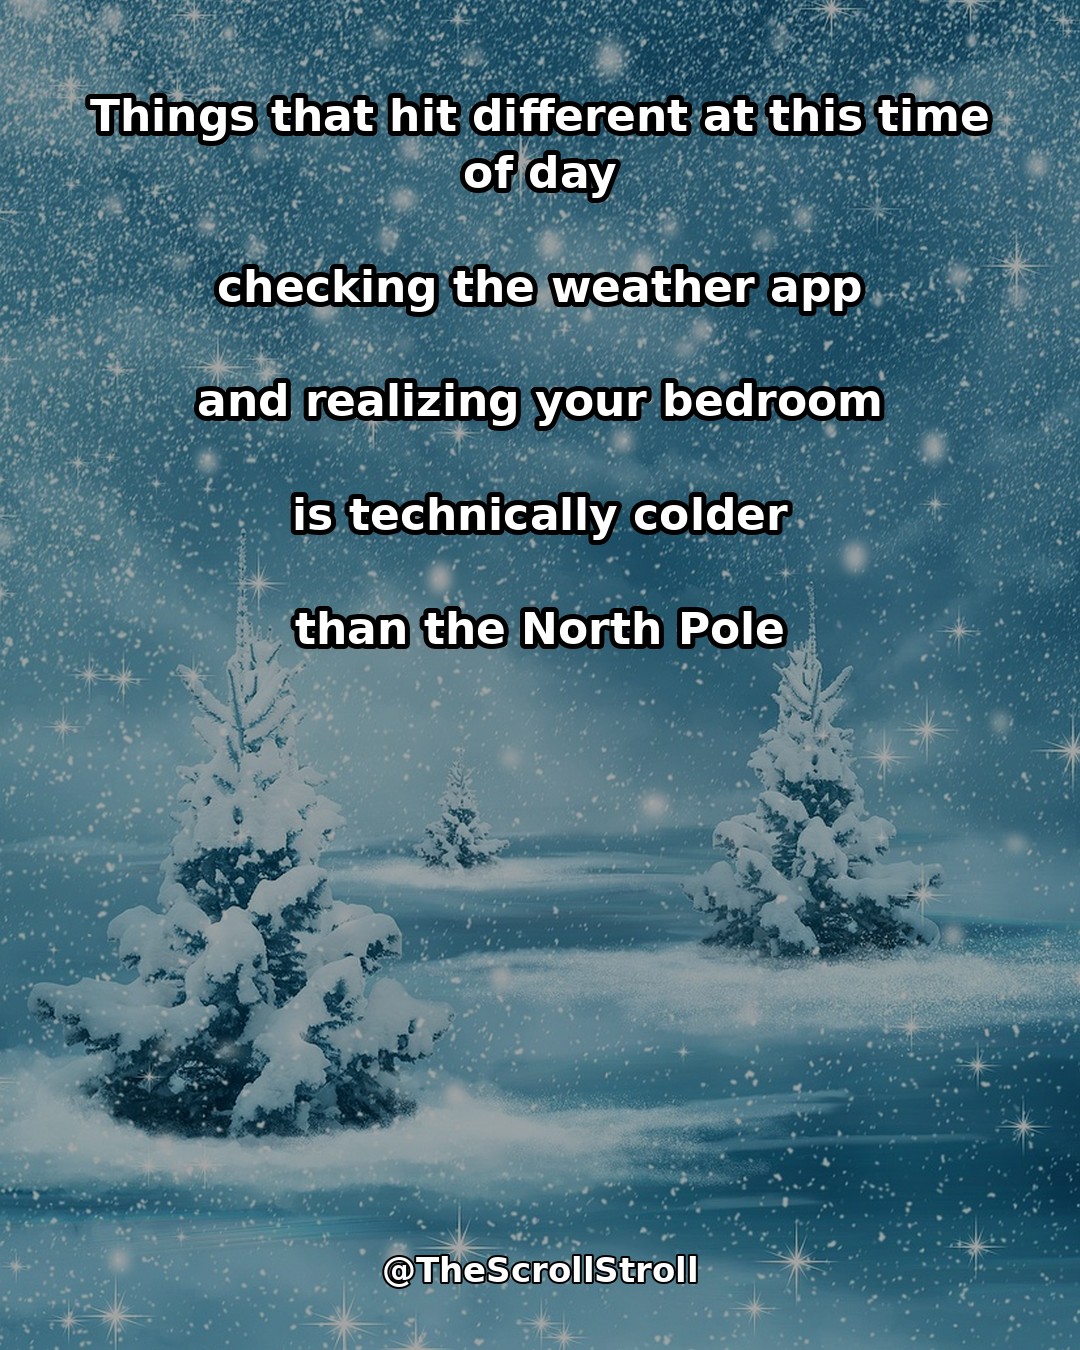 Things that hit different at this time
of day
checking the weather app
and realizing your bedroom
is technically colder
than the North Pole
@TheScrollStroll